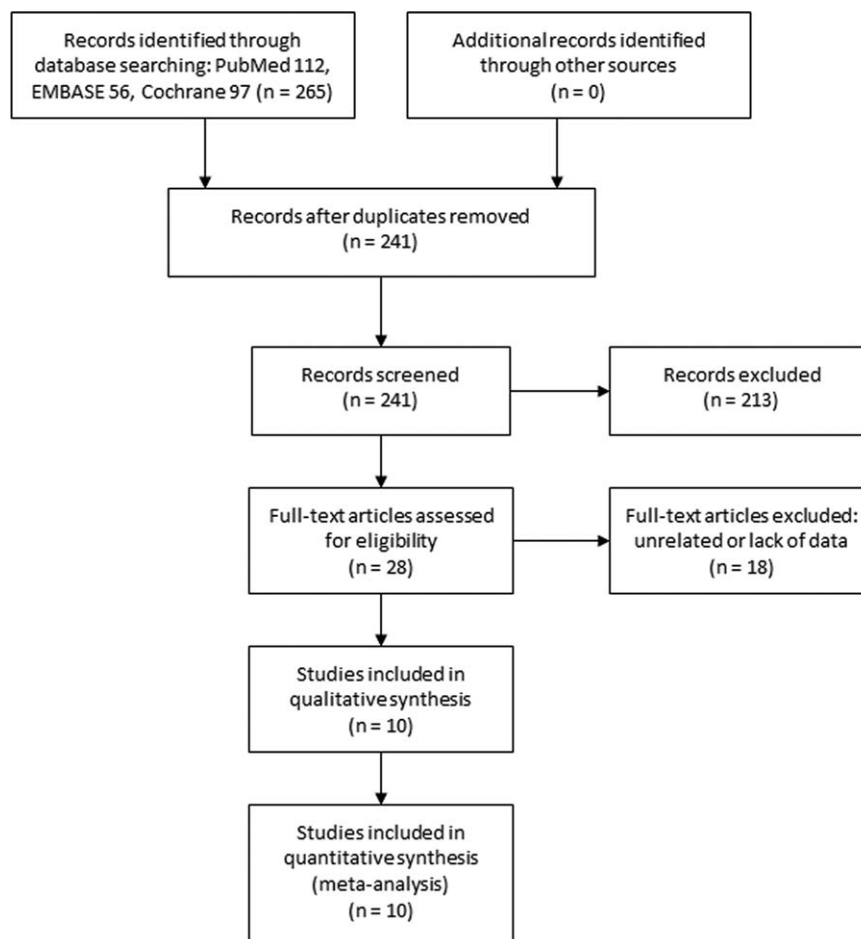 Records identified through
database searching: PubMed 112,
EMBASE 56, Cochrane 97 (n = 265)
Additional records identified
through other sources
(n = 0)
Records after duplicates removed
(n = 241)
Records screened
(n = 241)
Records excluded
(n = 213)
Full-text articles assessed
for eligibility
(n = 28)
Full-text articles excluded:
unrelated or lack of data
(n = 18)
Studies included in
qualitative synthesis
(n = 10)
Studies included in
quantitative synthesis
(meta-analysis)
(n = 10)